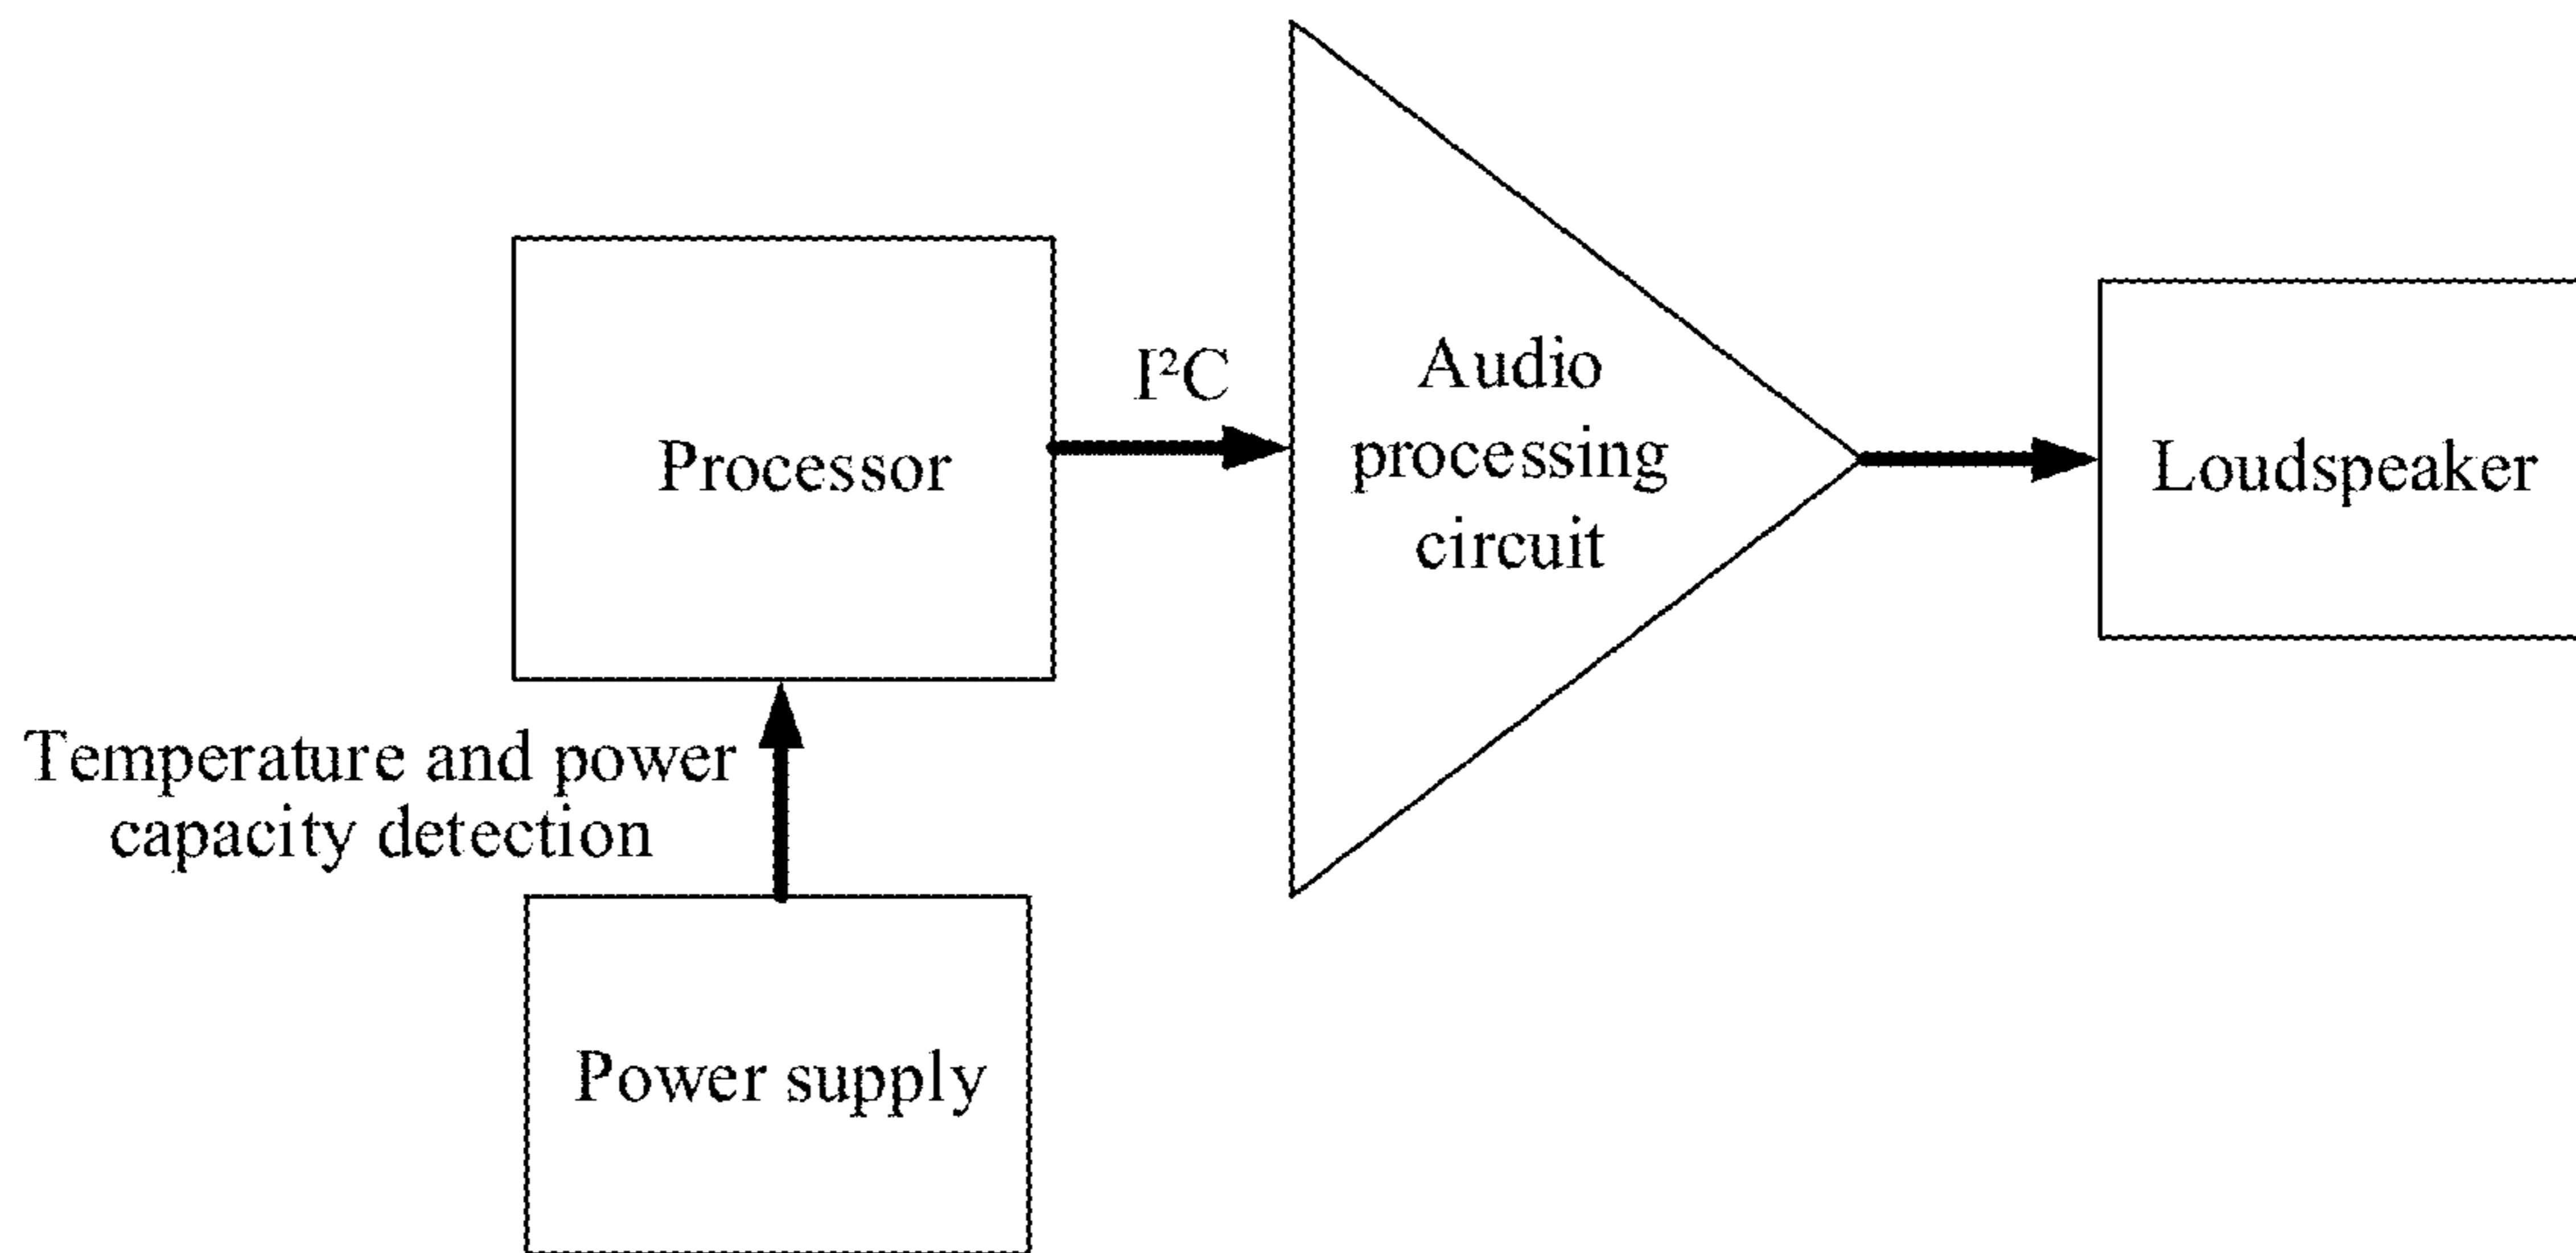 Processor
I²C
Audio
processing
circuit
Loudspeaker
Temperature and power
capacity detection
Power supply